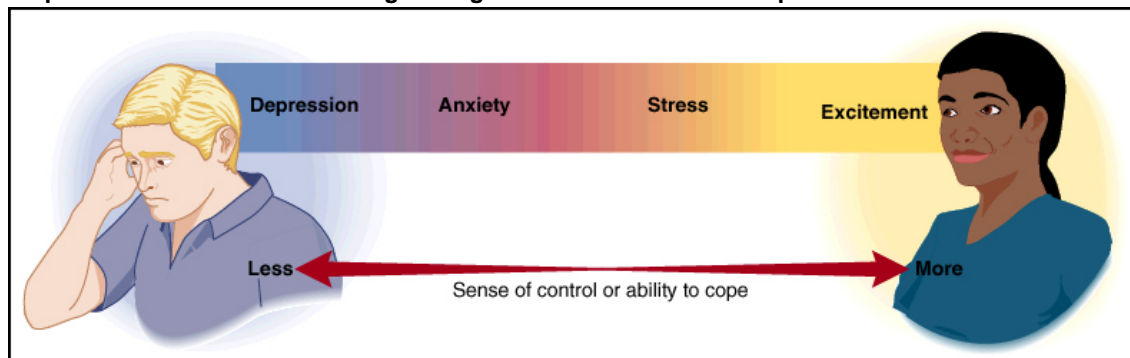 Depression Anxiety Stress Excitement
Less More
Sense of control or ability to cope